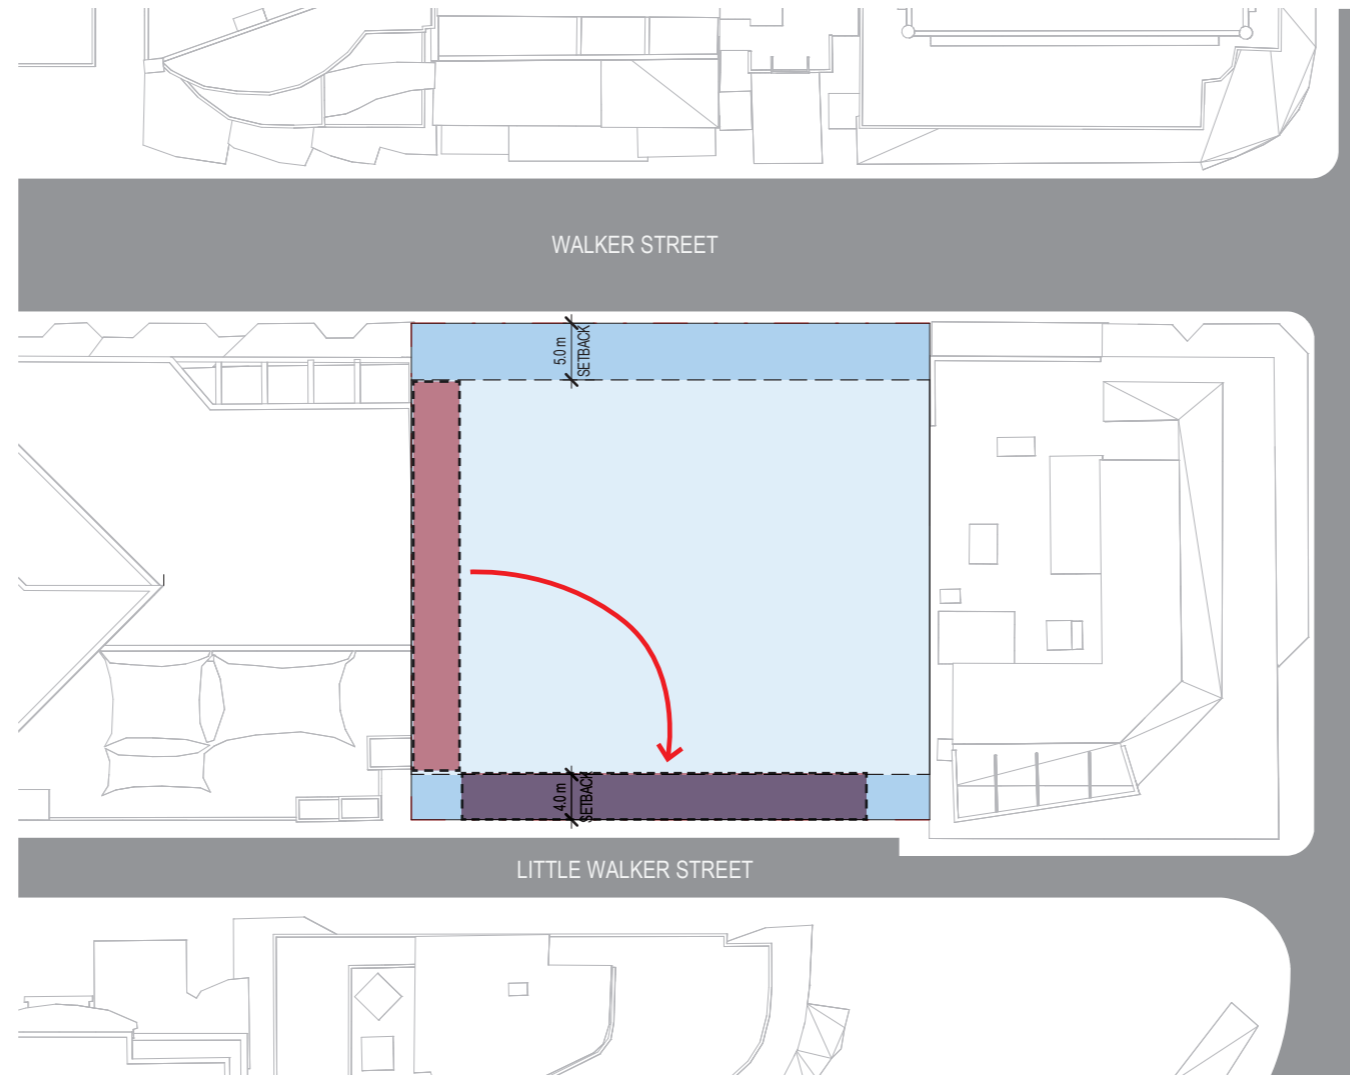 WALKER STREET
5.0 m
SETBACK
4.0 m
SETBACK
LITTLE WALKER STREET